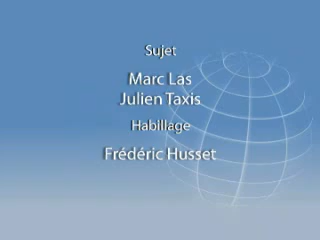 Sujet
Marc Las
Julien Taxis
Habillage
Frédéric Husset